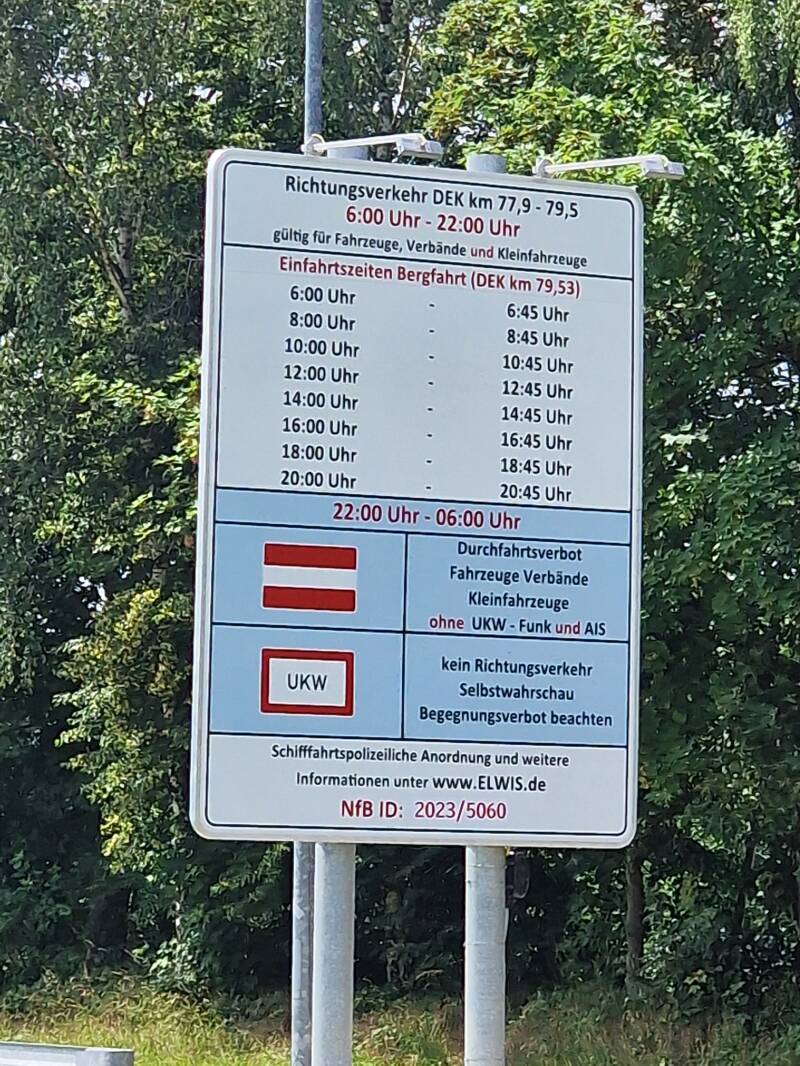 Richtungsverkehr DEK km 77,9 - 79,5
6:00 Uhr - 22:00 Uhr
gültig für Fahrzeuge, Verbände und Kleinfahrzeuge
Einfahrtszeiten Bergfahrt (DEK km 79,53)
6:00 Uhr - 6:45 Uhr
8:00 Uhr - 8:45 Uhr
10:00 Uhr - 10:45 Uhr
12:00 Uhr - 12:45 Uhr
14:00 Uhr - 14:45 Uhr
16:00 Uhr - 16:45 Uhr
18:00 Uhr - 18:45 Uhr
20:00 Uhr - 20:45 Uhr
22:00 Uhr - 06:00 Uhr
Durchfahrtsverbot
Fahrzeuge Verbände
Kleinfahrzeuge
ohne UKW - Funk und AIS
UKW
kein Richtungsverkehr
Selbstwahrschau
Begegnungsverbot beachten
Schifffahrtspolizeiliche Anordnung und weitere
Informationen unter www.ELWIS.de
NfB ID: 2023/5060